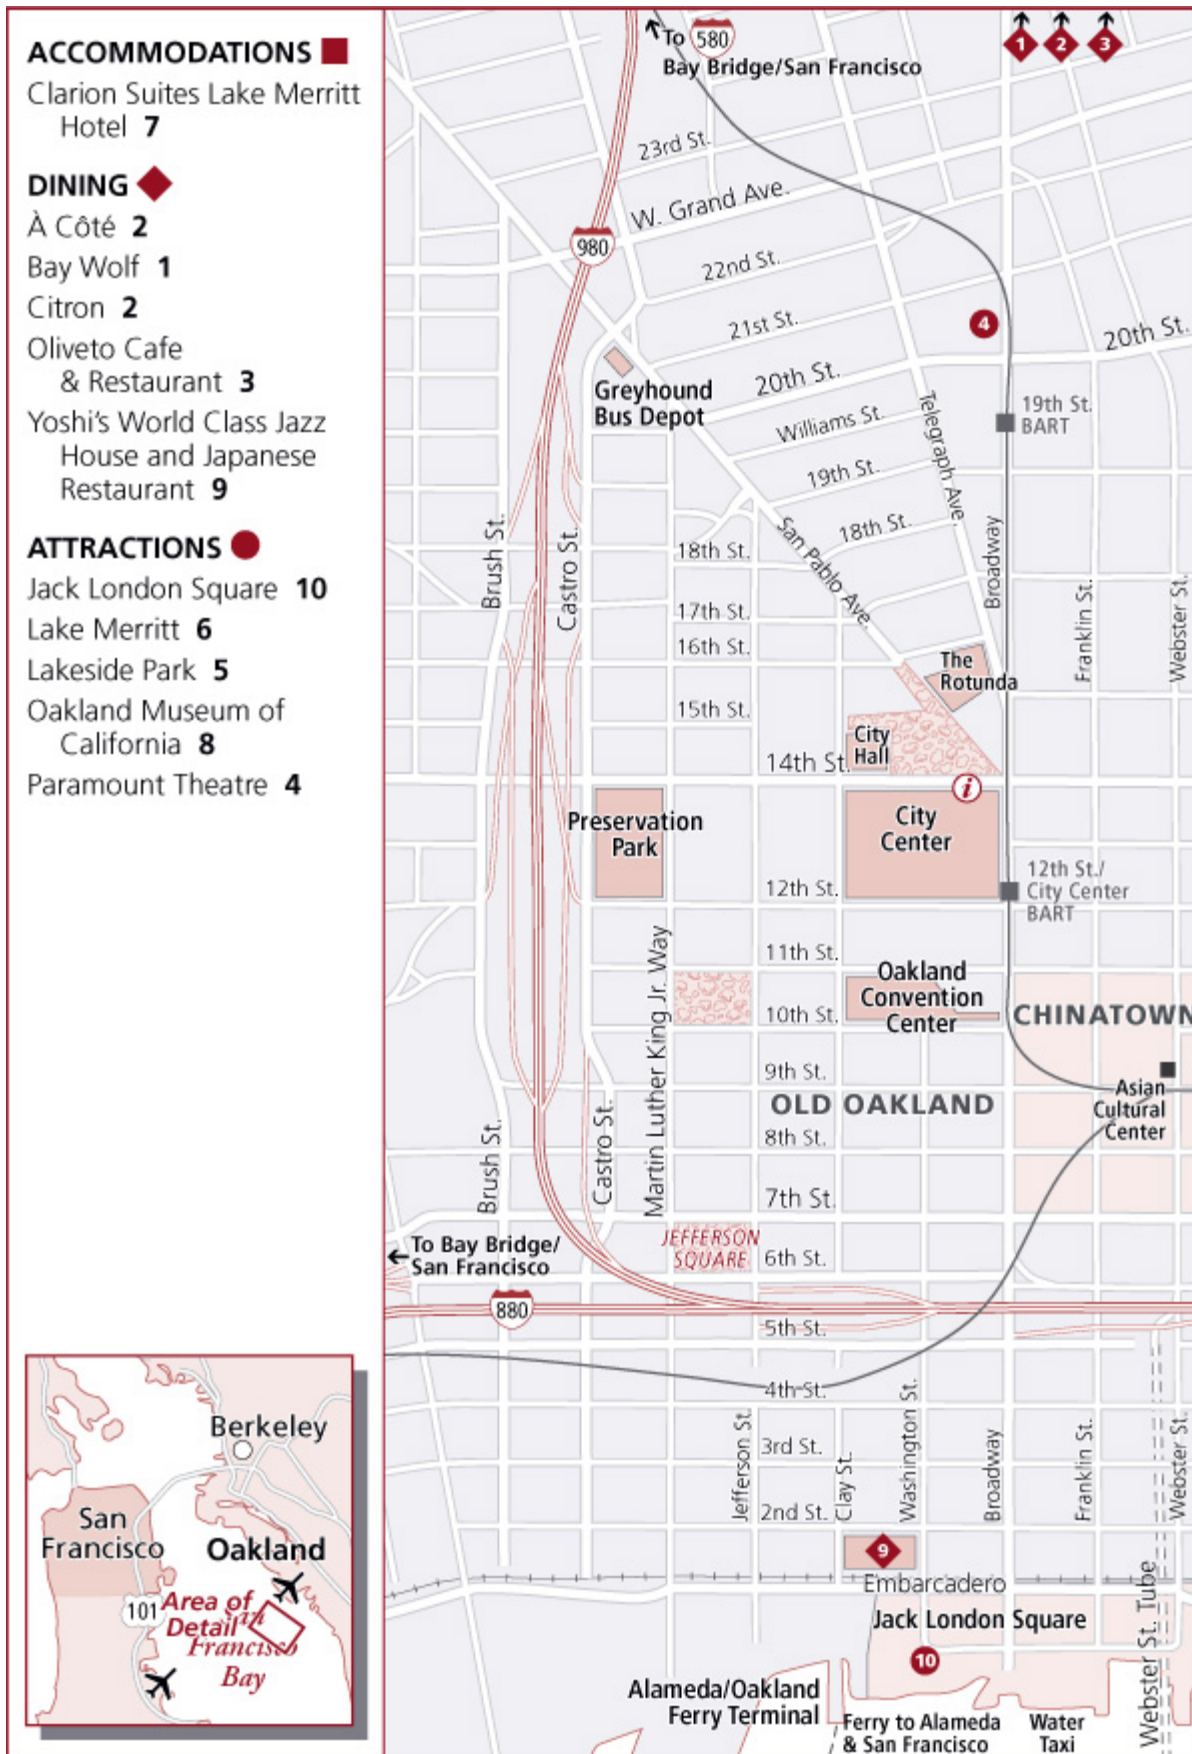 ACCOMMODATIONS
Clarion Suites Lake Merritt
Hotel 7
DINING
À Côté 2
Bay Wolf 1
Citron 2
Oliveto Cafe
& Restaurant 3
Yoshi's World Class Jazz
House and Japanese
Restaurant 9
ATTRACTIONS
Jack London Square 10
Lake Merritt 6
Lakeside Park 5
Oakland Museum of
California 8
Paramount Theatre 4
To 580
Bay Bridge/San Francisco
1 2 3
23rd St.
W. Grand Ave.
980
22nd St.
21st St.
4
20th St.
20th St.
Greyhound
Bus Depot
Williams St.
Telegraph Ave.
19th St.
BART
19th St.
18th St.
San Pablo Ave.
Brush St.
Castro St.
Broadway
Franklin St.
Webster St.
18th St.
17th St.
16th St.
The
Rotunda
15th St.
City
Hall
14th St.
i
Preservation
Park
City
Center
12th St.
12th St./
City Center
BART
11th St.
Martin Luther King Jr. Way
Oakland
Convention
Center
10th St.
CHINATOWN
9th St.
OLD OAKLAND
Asian
Cultural
Center
8th St.
Brush St.
Castro St.
7th St.
To Bay Bridge/
San Francisco
JEFFERSON
SQUARE
6th St.
880
5th St.
4th St.
Jefferson St.
3rd St.
Clay St.
Washington St.
Broadway
Franklin St.
Webster St.
2nd St.
9
Embarcadero
Jack London Square
10
Webster St. Tube
Alameda/Oakland
Ferry Terminal
Ferry to Alameda
& San Francisco
Water
Taxi
Berkeley
San
Francisco
Oakland
101
Area of
Detail
San
Francisco
Bay